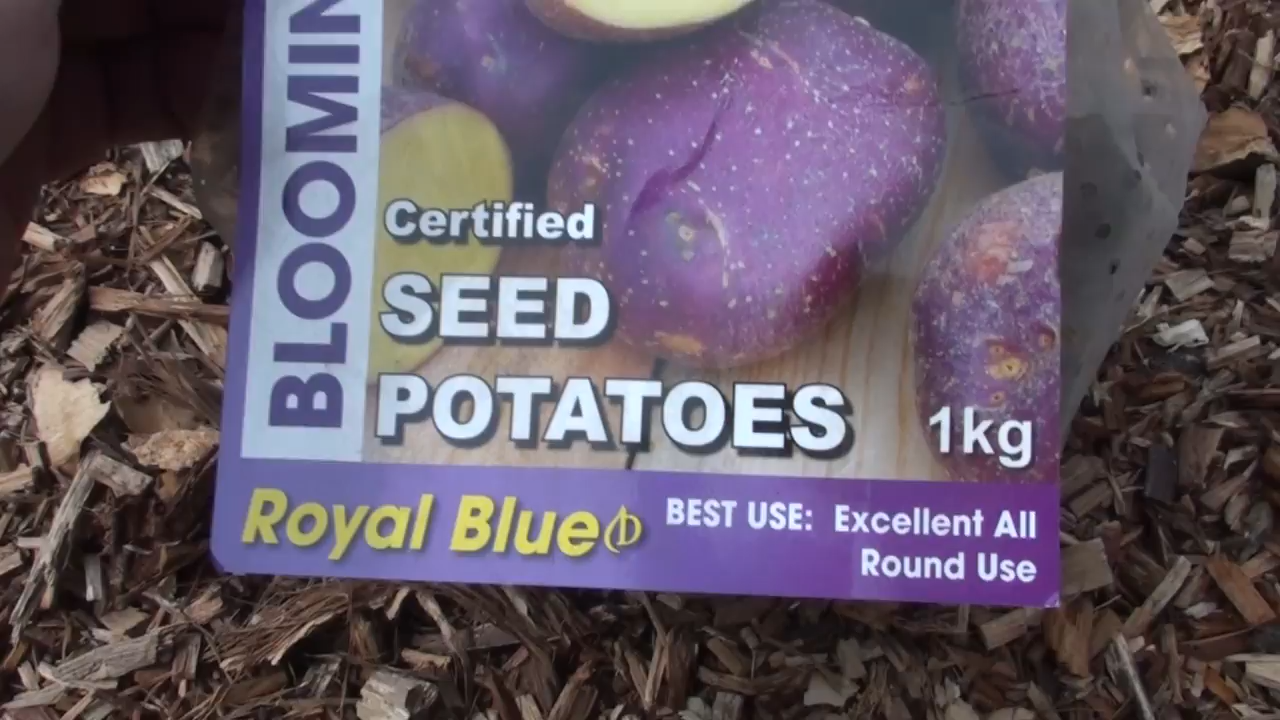 BLOOMIN
Certified
SEED
POTATOES
1kg
Royal Blue
BEST USE: Excellent All
Round Use